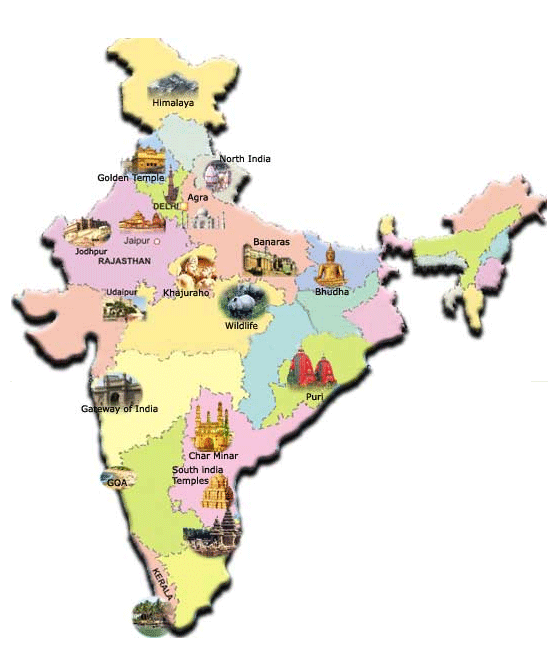 Himalaya
North India
Golden Temple
Agra
DELHI
Jaipur
Jodhpur
RAJASTHAN
Banaras
Udaipur
Khajuraho
Bhudha
Wildlife
Puri
Gateway of India
Char Minar
South india
Temples
GOA
KERALA